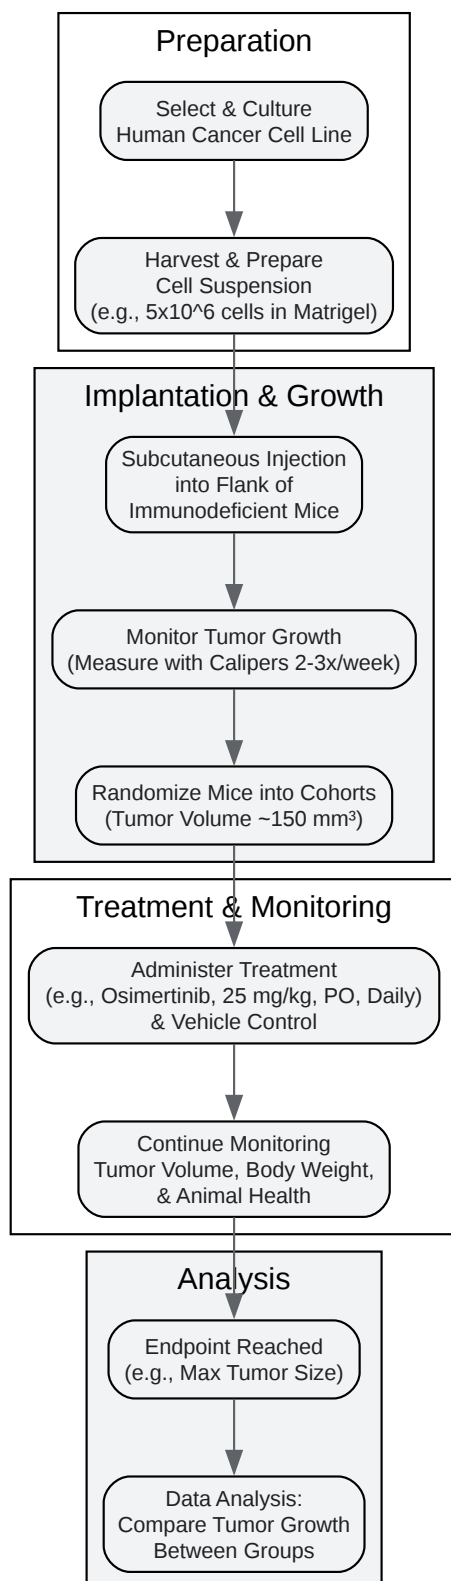 Preparation
Select & Culture
Human Cancer Cell Line
Harvest & Prepare
Cell Suspension
(e.g., 5x10^6 cells in Matrigel)
Implantation & Growth
Subcutaneous Injection
into Flank of
Immunodeficient Mice
Monitor Tumor Growth
(Measure with Calipers 2-3x/week)
Randomize Mice into Cohorts
(Tumor Volume ~150 mm³)
Treatment & Monitoring
Administer Treatment
(e.g., Osimertinib, 25 mg/kg, PO, Daily)
& Vehicle Control
Continue Monitoring
Tumor Volume, Body Weight,
& Animal Health
Analysis
Endpoint Reached
(e.g., Max Tumor Size)
Data Analysis:
Compare Tumor Growth
Between Groups